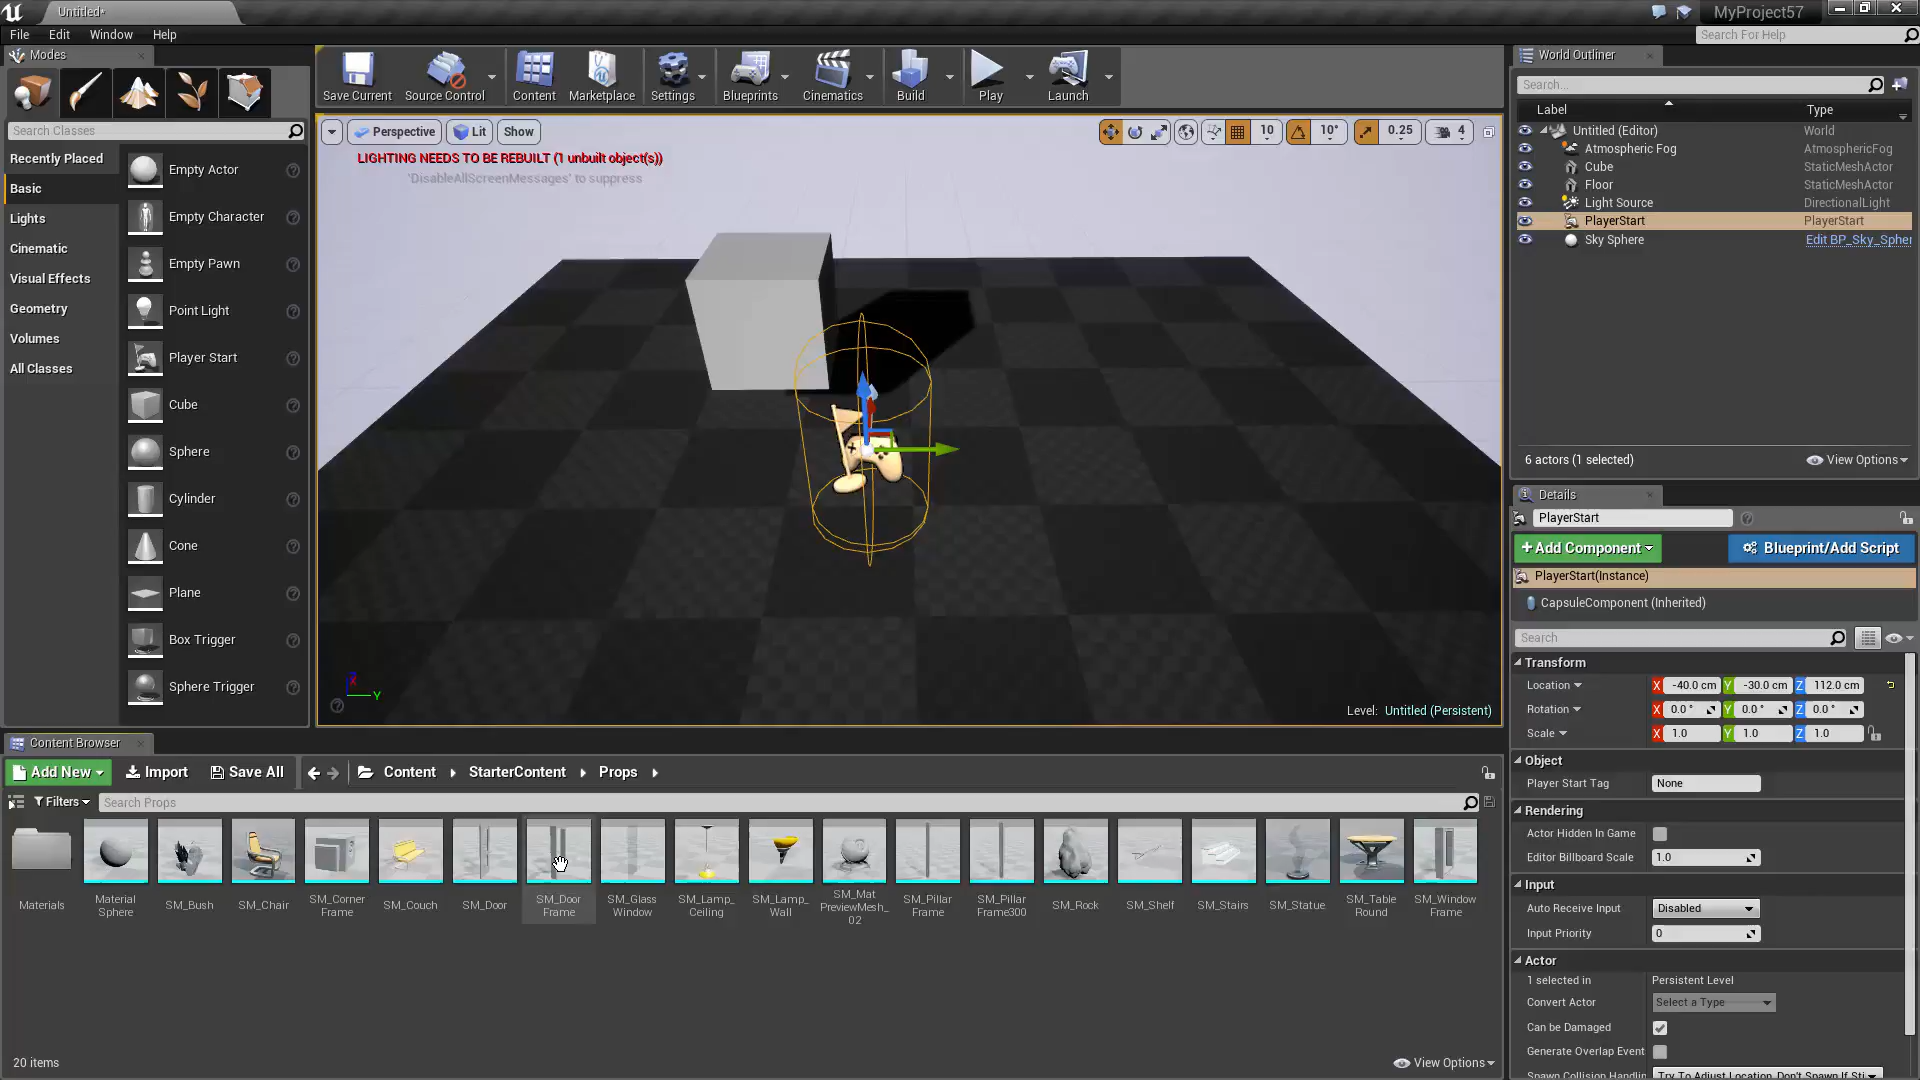 Untitled*
MyProject57
File Edit Window Help
Search For Help
Modes
Search Classes
Recently Placed
Basic
Lights
Cinematic
Visual Effects
Geometry
Volumes
All Classes
Empty Actor
Empty Character
Empty Pawn
Point Light
Player Start
Cube
Sphere
Cylinder
Cone
Plane
Box Trigger
Sphere Trigger
Save Current Source Control Content Marketplace Settings Blueprints Cinematics Build Play Launch
Perspective Lit Show 10 10° 0.25 4
LIGHTING NEEDS TO BE REBUILT (1 unbuilt object(s))
'DisableAllScreenMessages' to suppress
X Y
Level: Untitled (Persistent)
World Outliner
Search...
Label Type
Untitled (Editor) World
Atmospheric Fog AtmosphericFog
Cube StaticMeshActor
Floor StaticMeshActor
Light Source DirectionalLight
PlayerStart PlayerStart
Sky Sphere Edit BP_Sky_Spher
6 actors (1 selected) View Options
Details
PlayerStart
+Add Component Blueprint/Add Script
PlayerStart(Instance)
CapsuleComponent (Inherited)
Search
Transform
Location X -40.0 cm Y -30.0 cm Z 112.0 cm
Rotation X 0.0 ° Y 0.0 ° Z 0.0 °
Scale X 1.0 Y 1.0 Z 1.0
Object
Player Start Tag None
Rendering
Actor Hidden In Game
Editor Billboard Scale 1.0
Input
Auto Receive Input Disabled
Input Priority 0
Actor
1 selected in Persistent Level
Convert Actor Select a Type
Can be Damaged
Generate Overlap Event
Spawn Collision Handlin Try To Adjust Location, Don't Spawn If Sti
Content Browser
Add New Import Save All Content StarterContent Props
Filters Search Props
Materials
Material Sphere
SM_Bush
SM_Chair
SM_Corner Frame
SM_Couch
SM_Door
SM_Door Frame
SM_Glass Window
SM_Lamp_ Ceiling
SM_Lamp_ Wall
SM_Mat PreviewMesh_ 02
SM_Pillar Frame
SM_Pillar Frame300
SM_Rock
SM_Shelf
SM_Stairs
SM_Statue
SM_Table Round
SM_Window Frame
20 items View Options